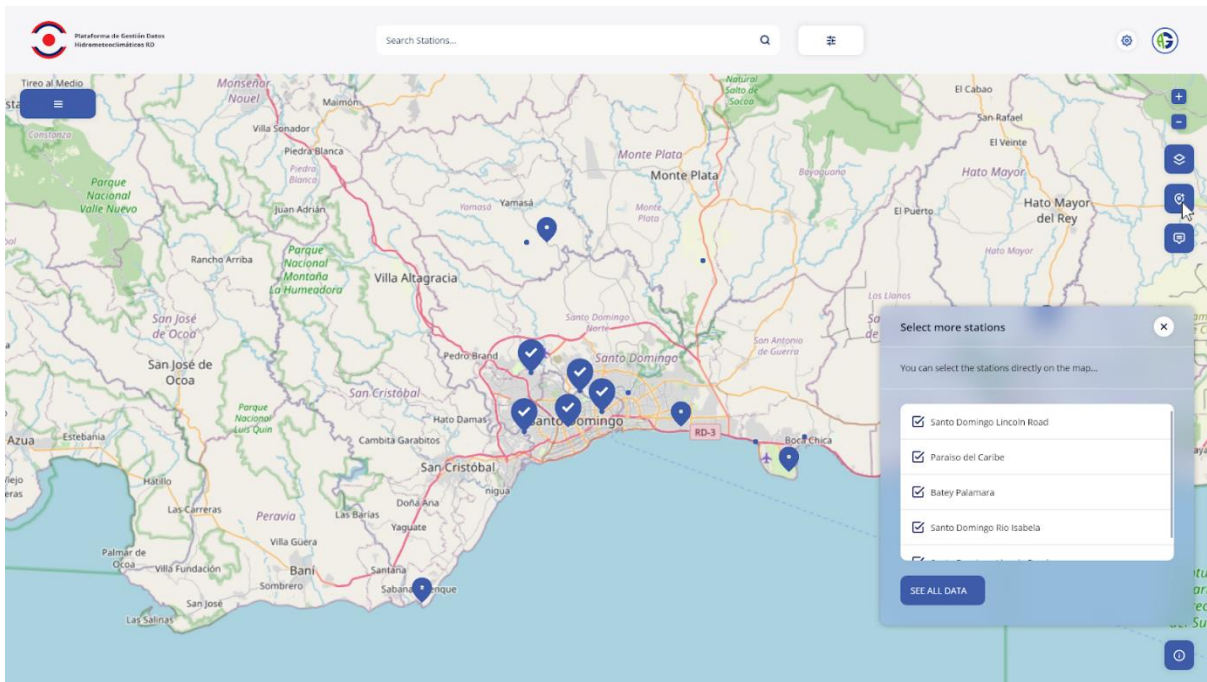 Plataforma de Gestión Datos
Hidrometeoclimáticos RD
Search Stations...
Tireo al Medio
Constanza
Monseñor
Nouel
Maimón
Natural
Salto de
Socoa
El Cabao
San Rafael
Villa Sonador
Piedra Blanca
Piedra
Blanca
Monte Plata
Monte Plata
Bayaguana
El Veinte
Hato Mayor
Parque
Nacional
Valle Nuevo
Juan Adrián
Yamasá
Yamasá
Monte
Plata
El Puerto
Hato Mayor
del Rey
Rancho Arriba
Parque
Nacional
Montaña
La Humeadora
Villa Altagracia
Hato Mayor
Los Llanos
San José
de Ocoa
Santo Domingo
Norte
San Antonio
de Guerra
Select more stations
Pedro Brand
Santo Domingo
San José de
Ocoa
You can select the stations directly on the map...
San Cristóbal
Parque
Nacional
Luis Quin
Hato Damas
Santo Domingo
RD-3
Santo Domingo Lincoln Road
Azua
Estebania
Cambita Garabitos
Boca Chica
Paraiso del Caribe
San Cristóbal
Hatillo
nigua
Batey Palamara
Las Carreras
Peravia
Las Barías
Doña Ana
Yaguate
Santo Domingo Rio Isabela
Villa Güera
Palmar de
Ocoa
Villa Fundación
Baní
Santana
Sombrero
Sabana
enque
SEE ALL DATA
San José
Las Salinas